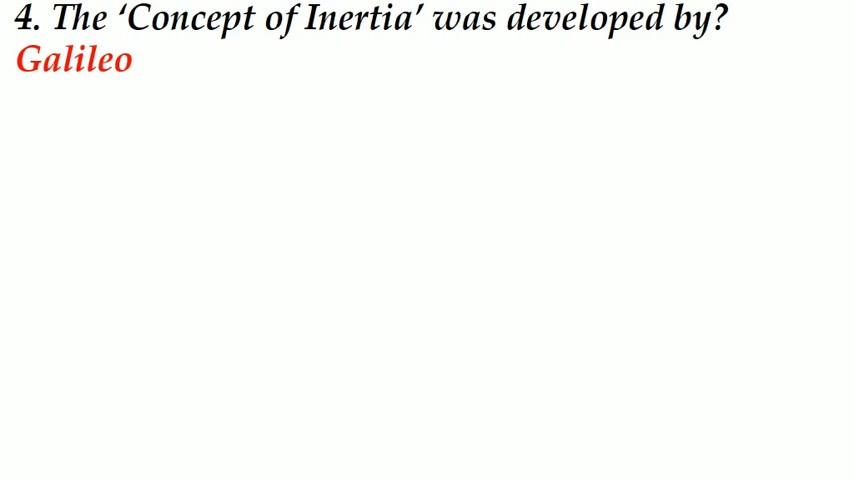 4. The ‘Concept of Inertia’ was developed by?
Galileo